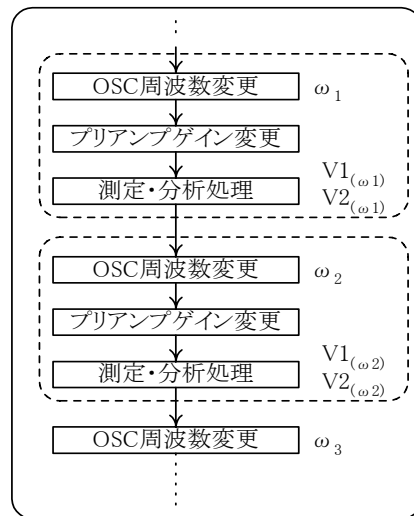 OSC周波数変更 ω1
プリアンプゲイン変更
測定・分析処理 V1(ω1)
V2(ω1)
OSC周波数変更 ω2
プリアンプゲイン変更
測定・分析処理 V1(ω2)
V2(ω2)
OSC周波数変更 ω3